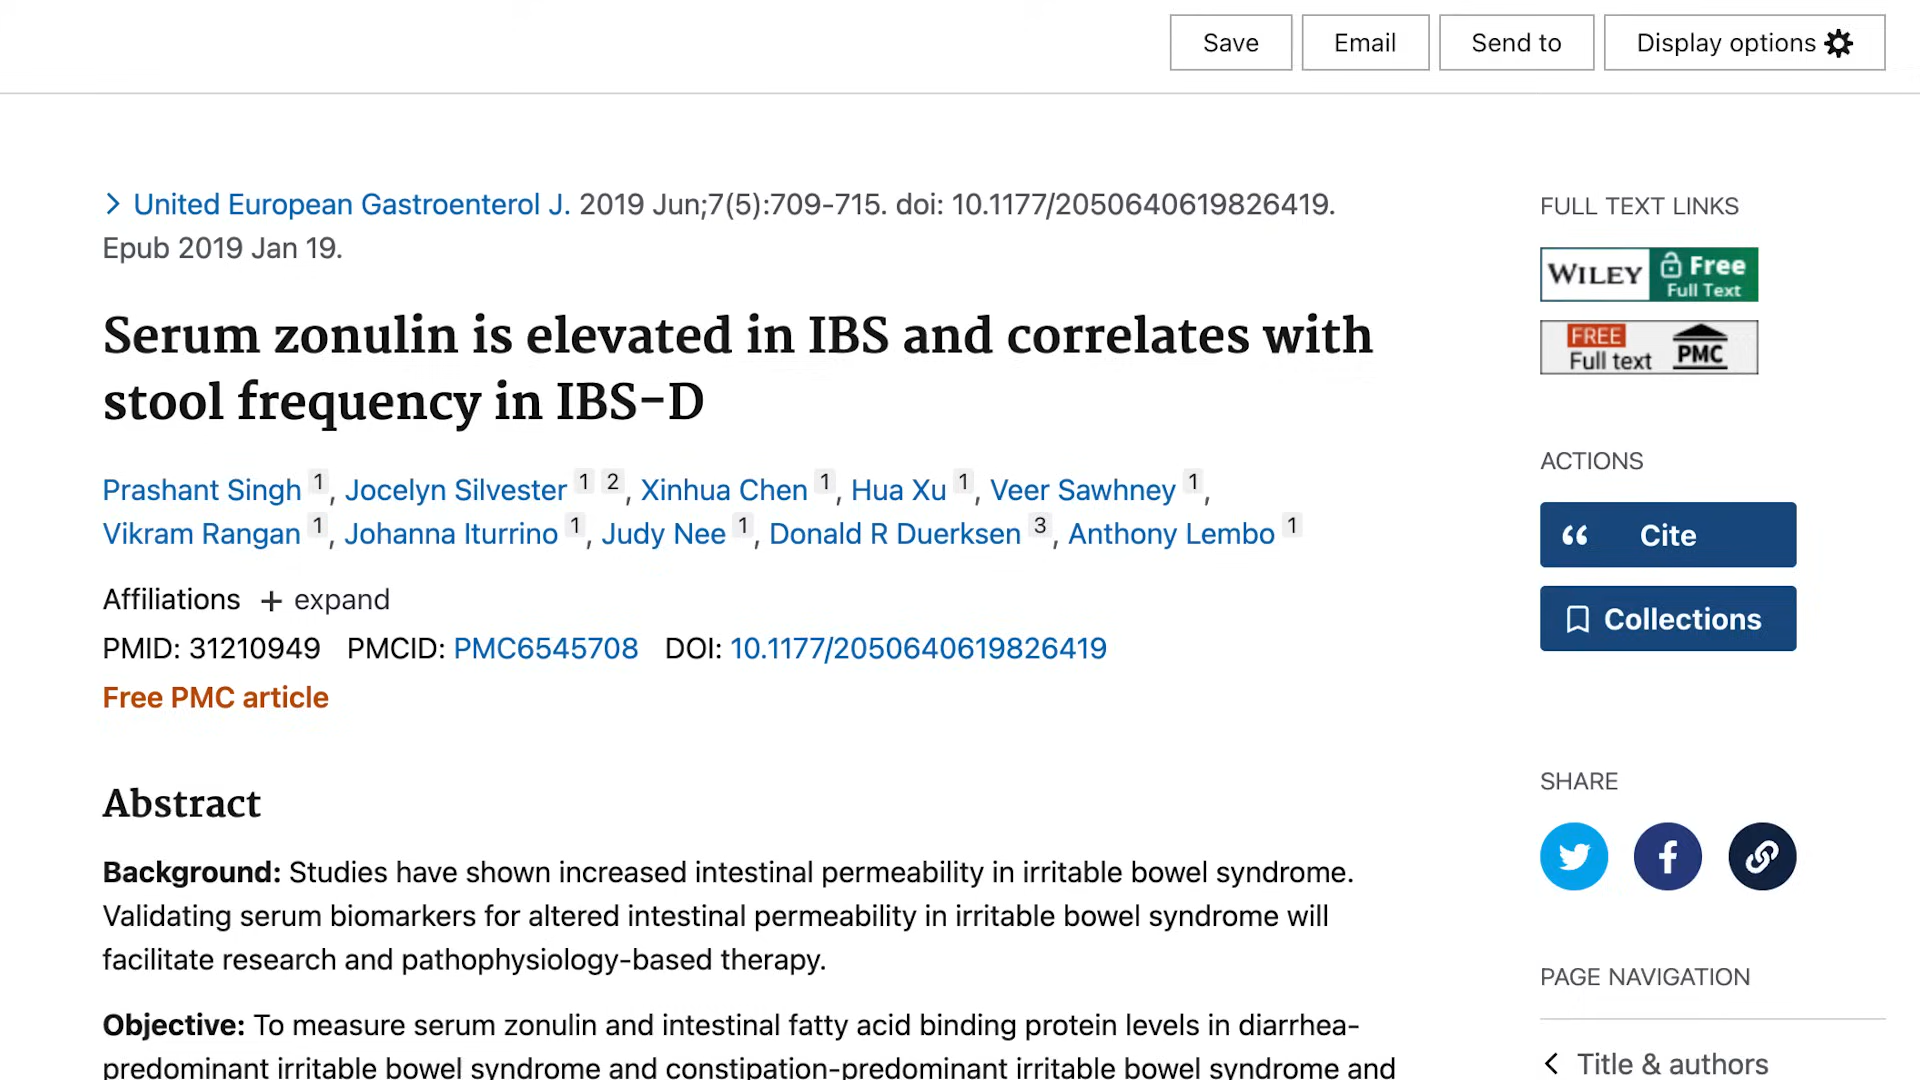 Save Email Send to Display options
> United European Gastroenterol J. 2019 Jun;7(5):709-715. doi: 10.1177/2050640619826419.
Epub 2019 Jan 19.
Serum zonulin is elevated in IBS and correlates with
stool frequency in IBS-D
Prashant Singh 1, Jocelyn Silvester 1 2, Xinhua Chen 1, Hua Xu 1, Veer Sawhney 1,
Vikram Rangan 1, Johanna Iturrino 1, Judy Nee 1, Donald R Duerksen 3, Anthony Lembo 1
Affiliations + expand
PMID: 31210949 PMCID: PMC6545708 DOI: 10.1177/2050640619826419
Free PMC article
Abstract
Background: Studies have shown increased intestinal permeability in irritable bowel syndrome.
Validating serum biomarkers for altered intestinal permeability in irritable bowel syndrome will
facilitate research and pathophysiology-based therapy.
Objective: To measure serum zonulin and intestinal fatty acid binding protein levels in diarrhea-
predominant irritable bowel syndrome and constipation-predominant irritable bowel syndrome and
FULL TEXT LINKS
WILEY Free
Full Text
FREE
Full text PMC
ACTIONS
Cite
Collections
SHARE
PAGE NAVIGATION
Title & authors